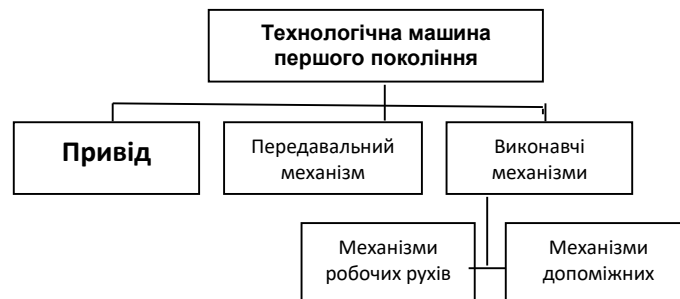 Технологічна машина
першого покоління
Привід
Передавальний
механізм
Виконавчі
механізми
Механізми
робочих рухів
Механізми
допоміжних